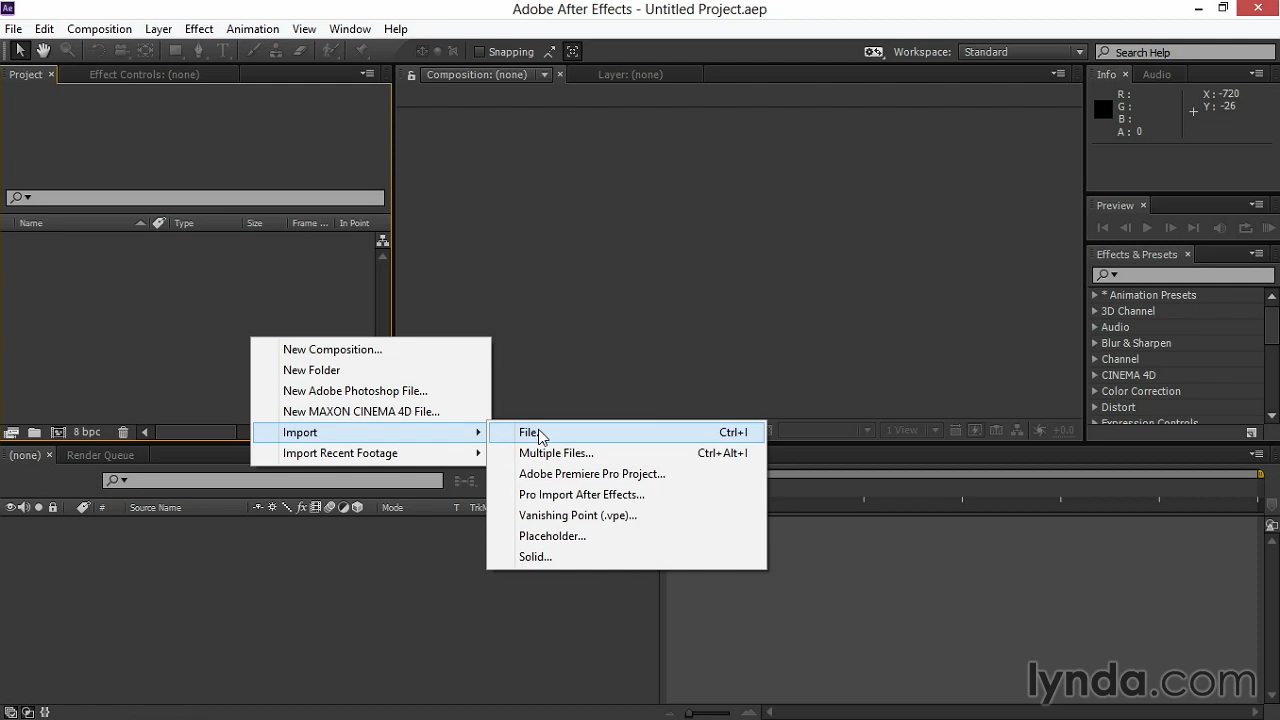 Ae Adobe After Effects - Untitled Project.aep
File Edit Composition Layer Effect Animation View Window Help
Snapping Workspace: Standard Search Help
Project × Effect Controls: (none) Composition: (none) × Layer: (none) Info × Audio
R: X: -720
G: Y: -26
B:
A: 0
Preview ×
Name Type Size Frame ... In Point
Effects & Presets ×
* Animation Presets
3D Channel
Audio
Blur & Sharpen
Channel
CINEMA 4D
Color Correction
Distort
Expression Controls
New Composition...
New Folder
New Adobe Photoshop File...
New MAXON CINEMA 4D File...
Import
Import Recent Footage
File... Ctrl+I
Multiple Files... Ctrl+Alt+I
Adobe Premiere Pro Project...
Pro Import After Effects...
Vanishing Point (.vpe)...
Placeholder...
Solid...
8 bpc
1 View +0.0
(none) × Render Queue
# Source Name Mode T TrkM
lynda.com